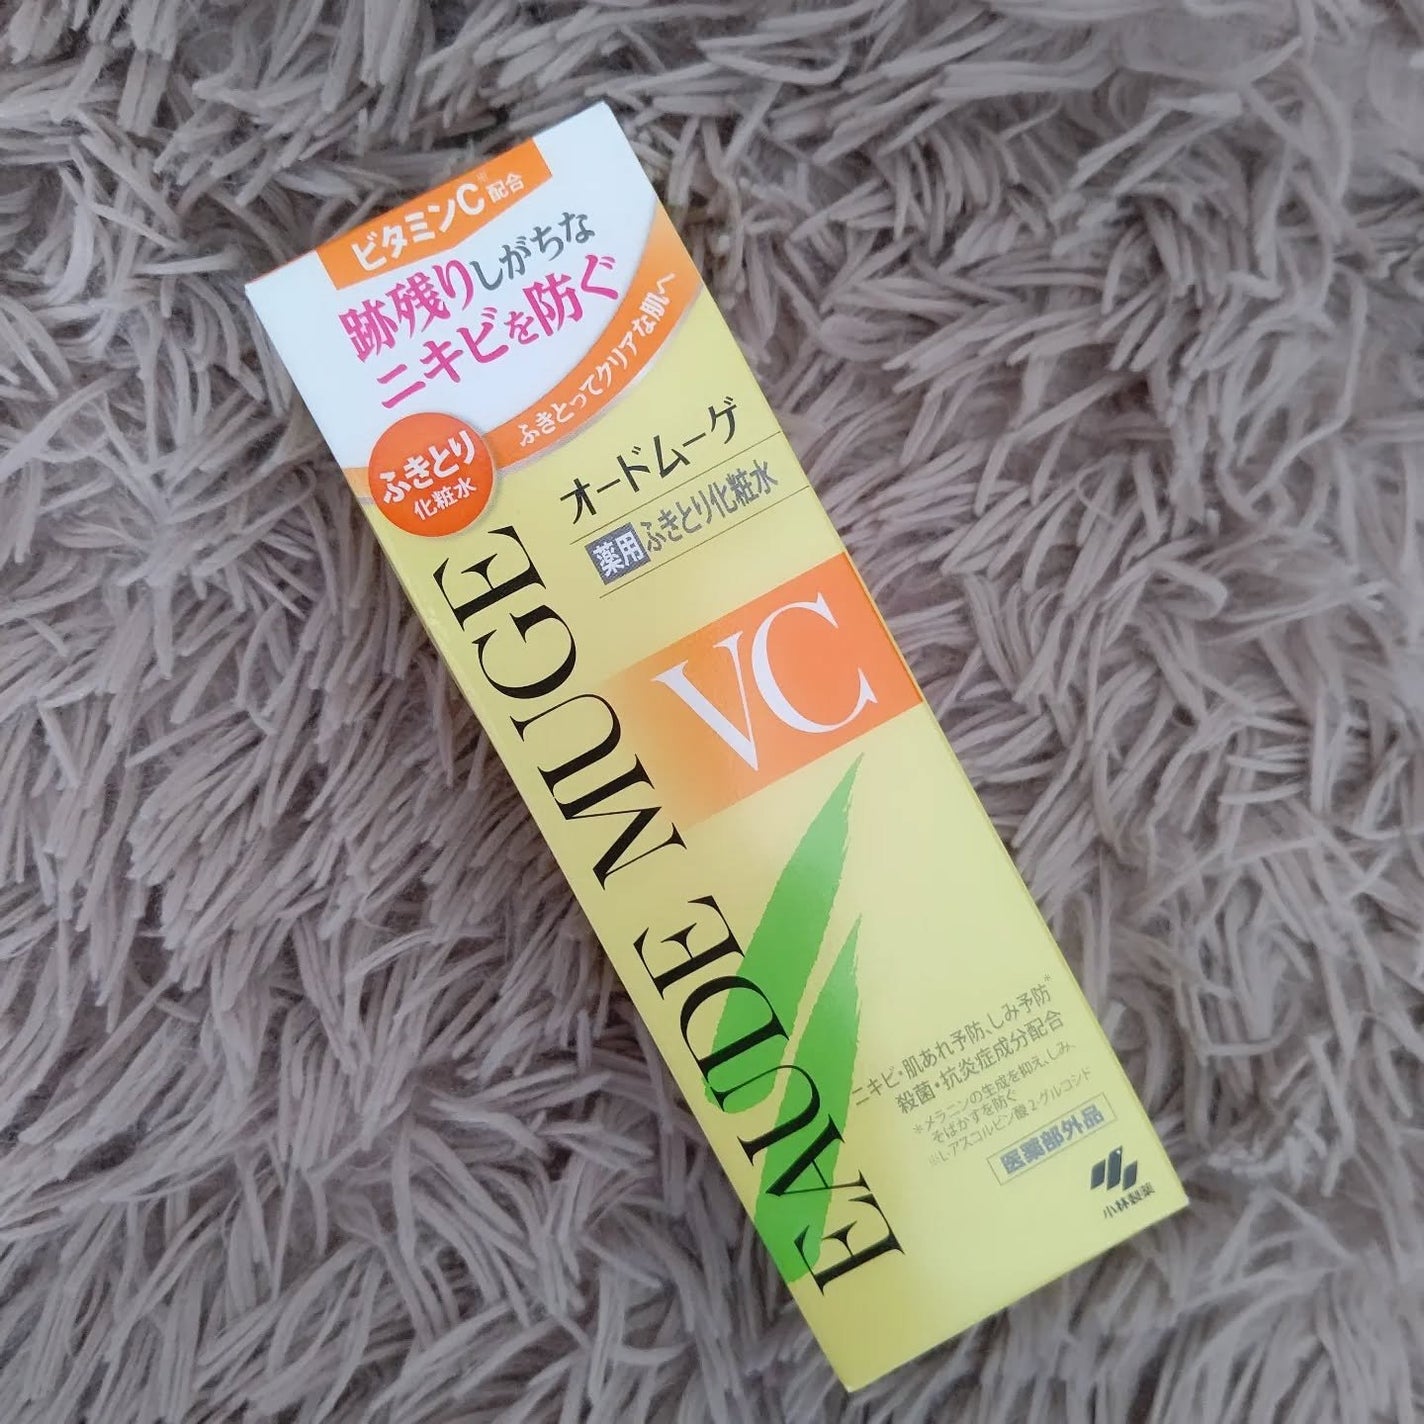 ビタミンC※配合
跡残りしがちな
ニキビを防ぐ
ふきとってクリアな肌へ
ふきとり
化粧水
オードムーゲ
薬用ふきとり化粧水
VC
EAUDE MUGE
ニキビ・肌あれ予防、しみ予防*
殺菌・抗炎症成分配合
*メラニンの生成を抑え、しみ、
そばかすを防ぐ
※L-アスコルビン酸 2-グルコシド
医薬部外品
小林製薬